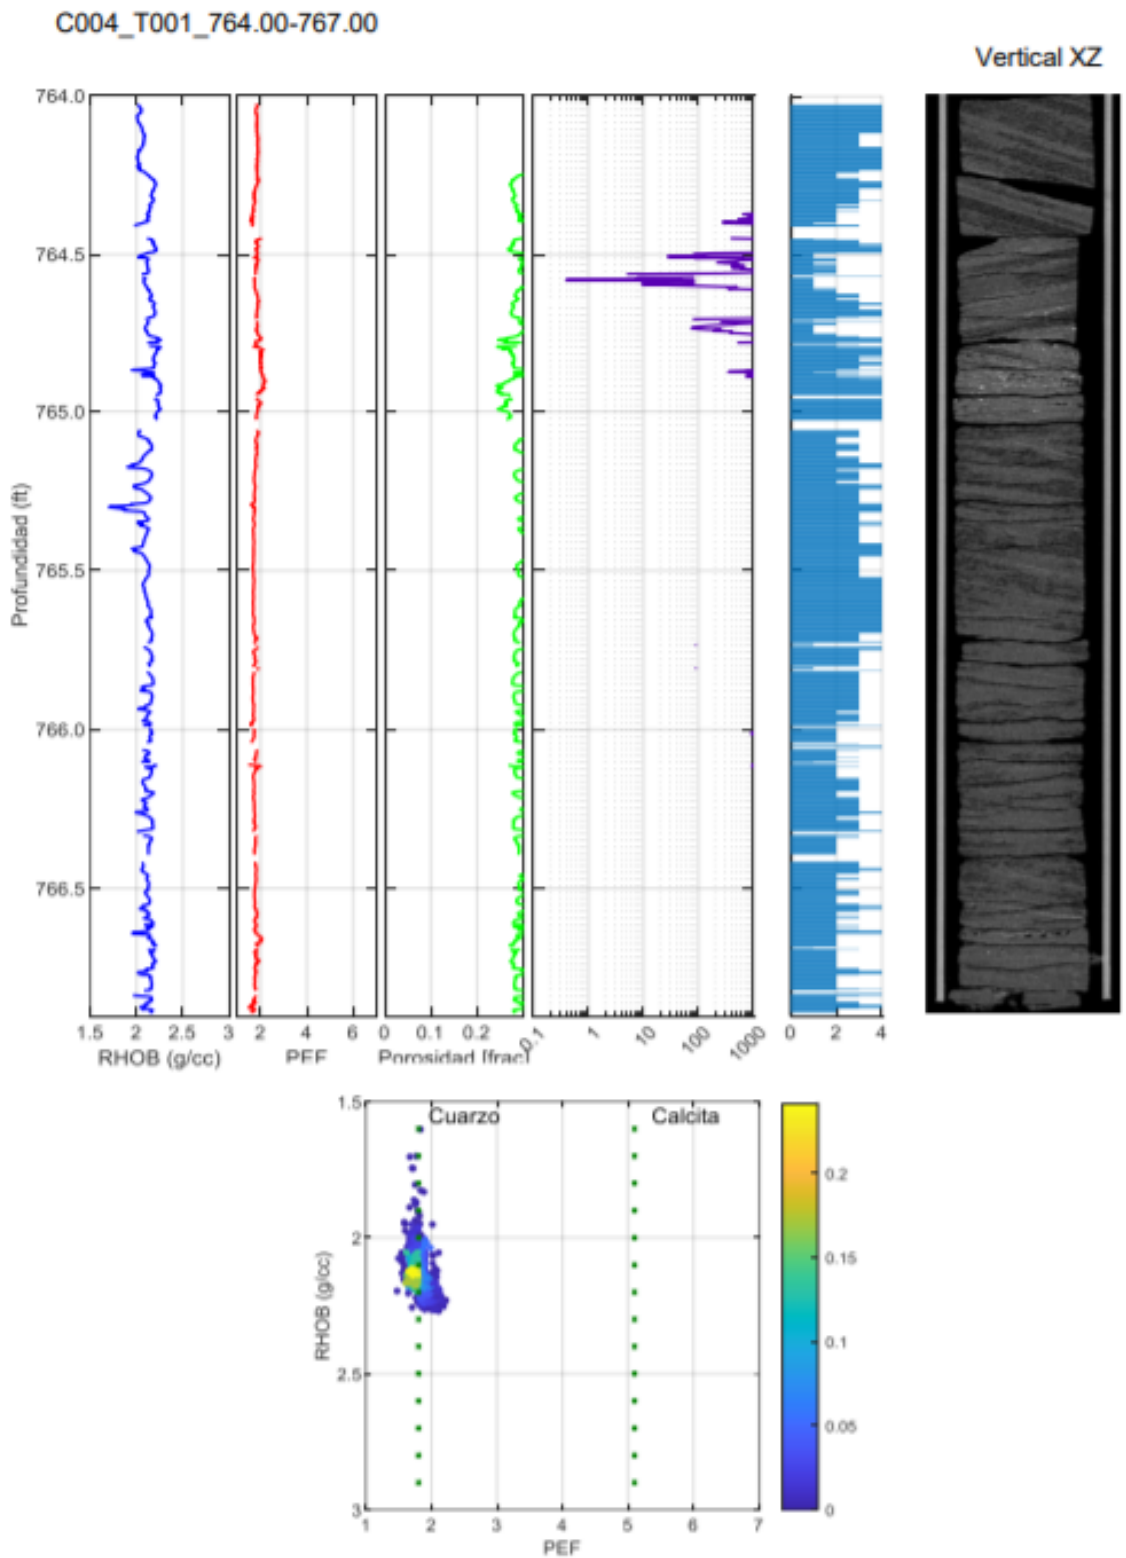 C004_T001_764.00-767.00
Vertical XZ
764.0
764.5
765.0
765.5
766.0
766.5
Profundidad (ft)
1.5 2 2.5 3 2 4 6 0 0.1 0.2 0.1 1 10 100 1000 0 2 4
RHOB (g/cc) PEF Porosidad [frac]
Cuarzo Calcita
1.5
2
2.5
3
RHOB (g/cc)
1 2 3 4 5 6 7
PEF
0.2
0.15
0.1
0.05
0